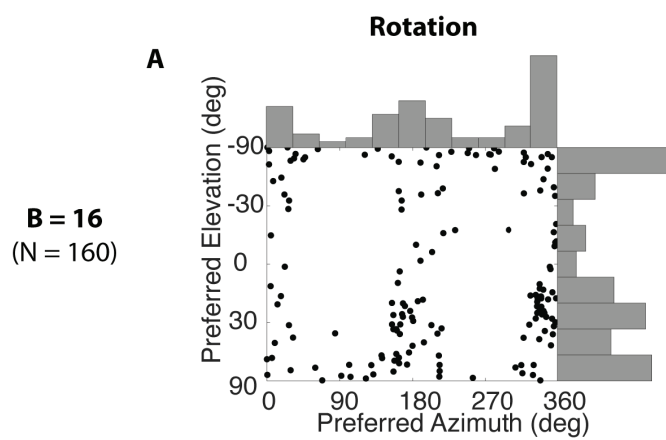 Rotation
A
B = 16
(N = 160)
Preferred Elevation (deg)
-90
-30
0
30
90
0 90 180 270 360
Preferred Azimuth (deg)